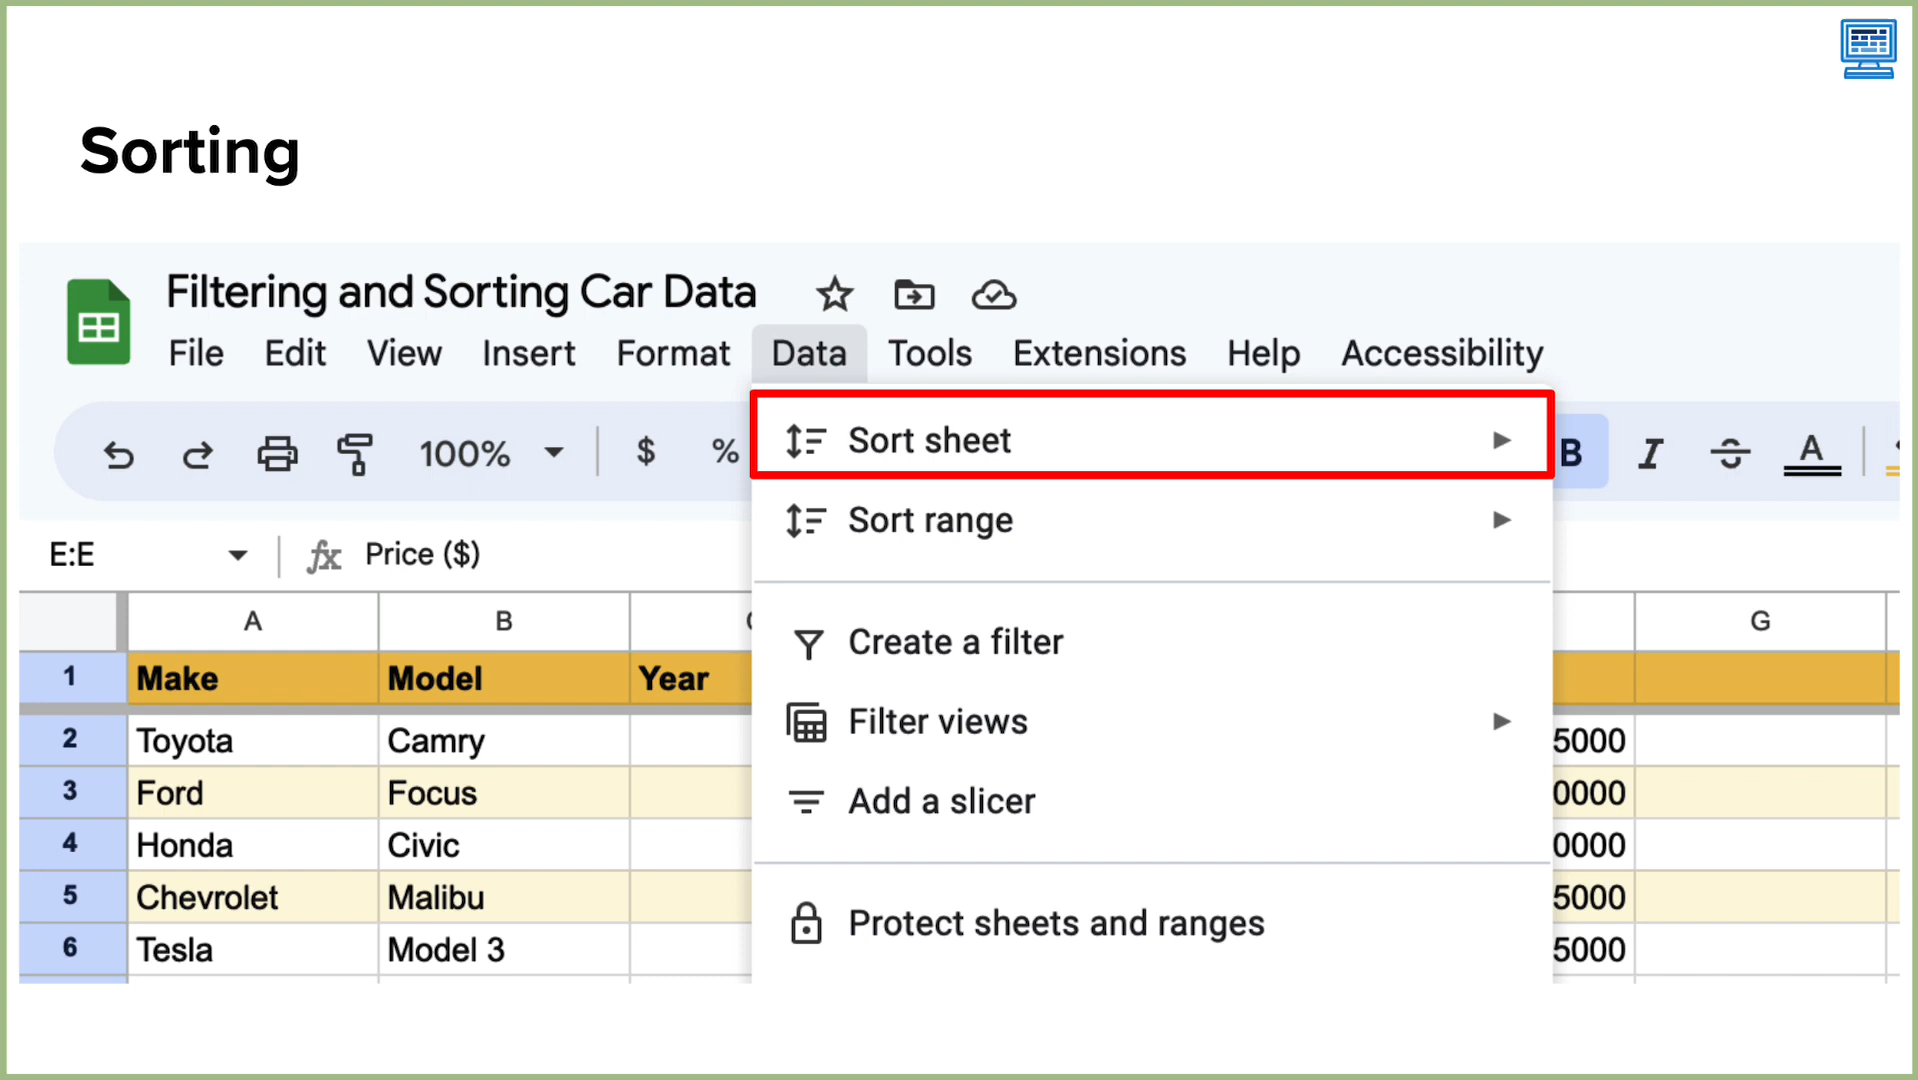 Sorting
Filtering and Sorting Car Data
File Edit View Insert Format Data Tools Extensions Help Accessibility
100% $ % B I S A
Sort sheet
Sort range
E:E fx Price ($)
Create a filter
Filter views
Add a slicer
Protect sheets and ranges
A B G
1 Make Model Year
2 Toyota Camry 5000
3 Ford Focus 0000
4 Honda Civic 0000
5 Chevrolet Malibu 5000
6 Tesla Model 3 5000